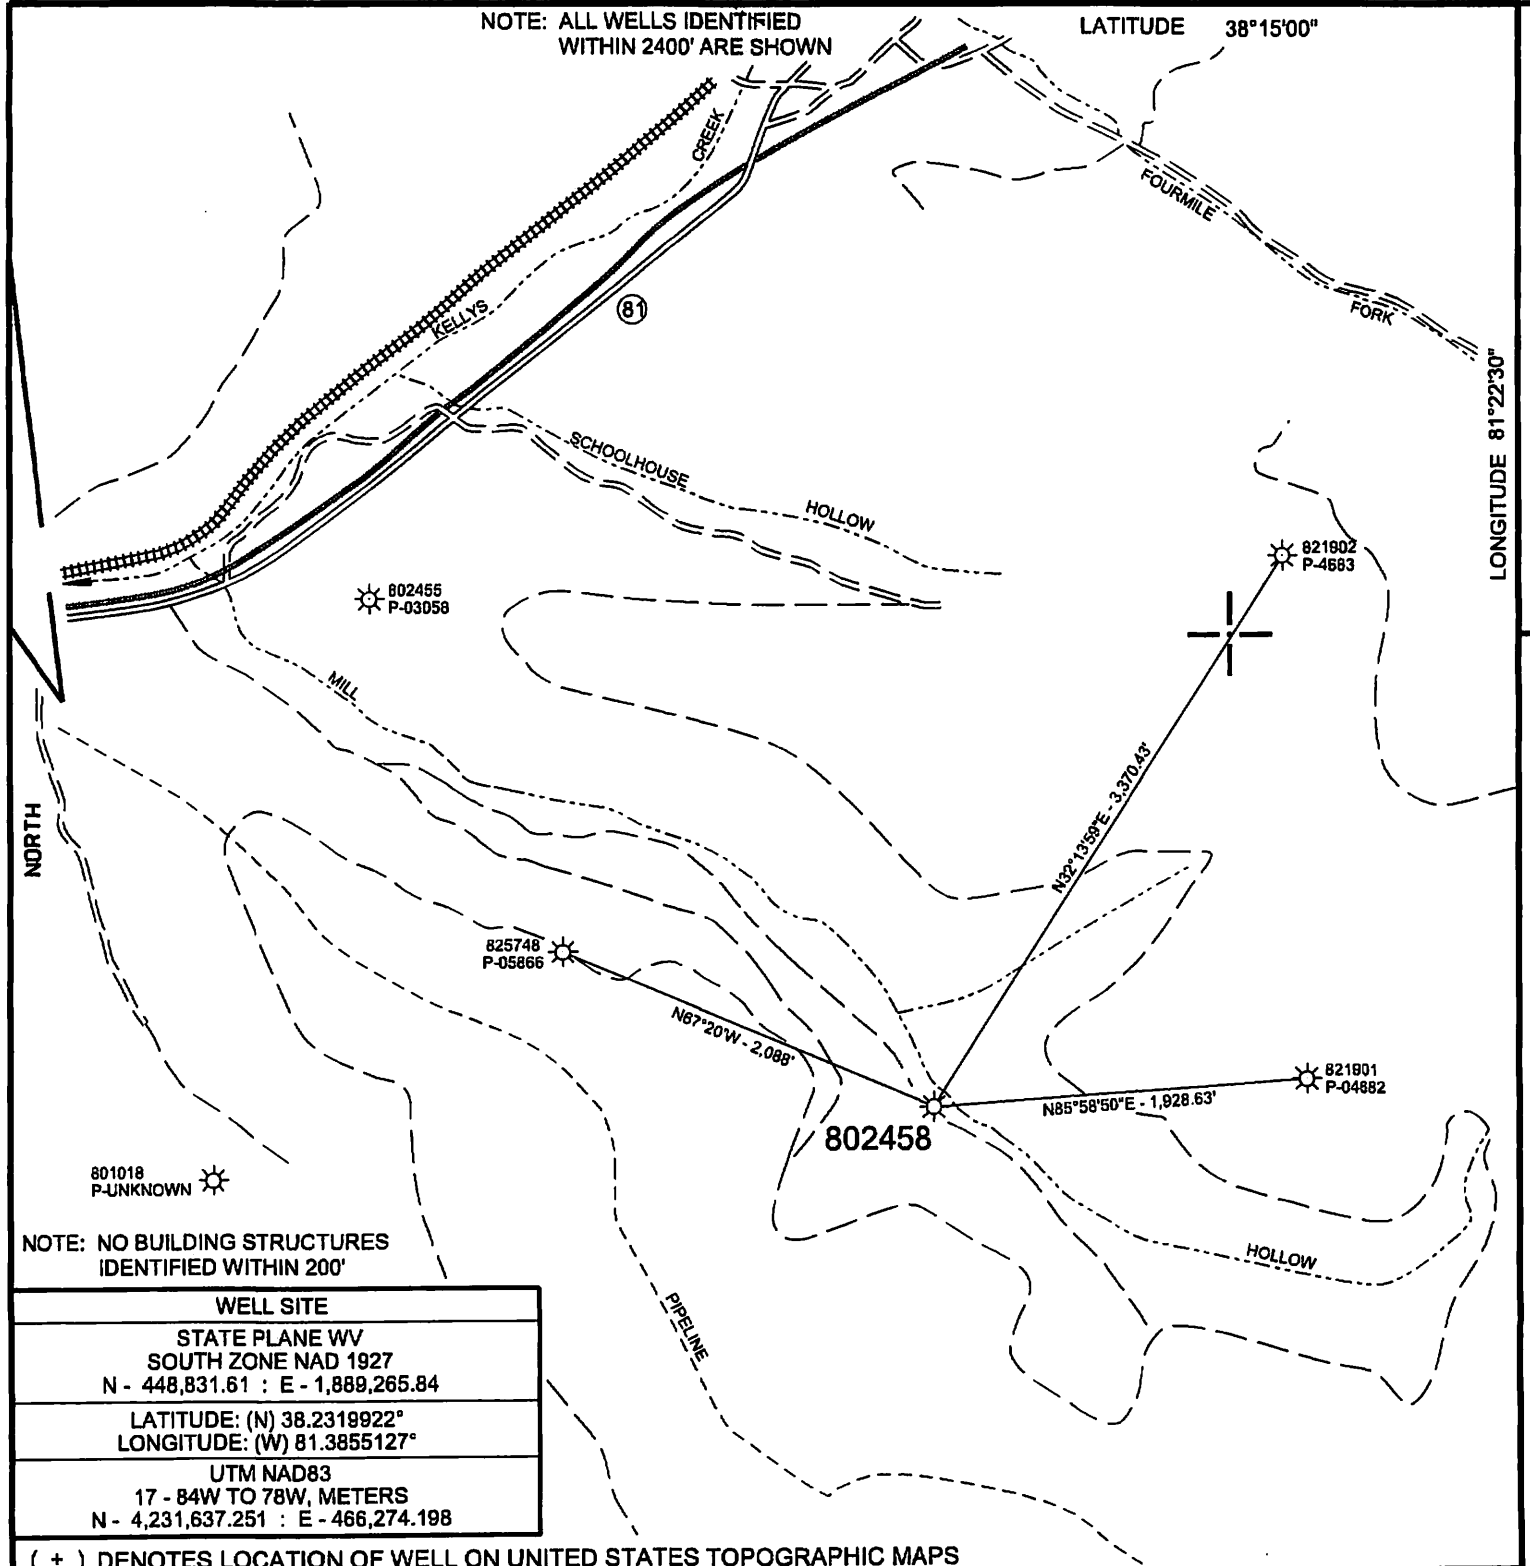 NOTE: ALL WELLS IDENTIFIED
WITHIN 2400' ARE SHOWN
LATITUDE 38°15'00"
CREEK
FOURMILE
KELLYS
81
FORK
LONGITUDE 81°22'30"
SCHOOLHOUSE
HOLLOW
821902
P-4683
802455
P-03058
MILL
N32°13'59"E - 3,370.43'
NORTH
825748
P-05866
N67°20'W - 2,088'
821901
P-04682
N85°58'50"E - 1,928.63'
802458
801018
P-UNKNOWN
NOTE: NO BUILDING STRUCTURES
IDENTIFIED WITHIN 200'
HOLLOW
PIPELINE
WELL SITE
STATE PLANE WV
SOUTH ZONE NAD 1927
N - 448,831.61 : E - 1,889,265.84
LATITUDE: (N) 38.2319922°
LONGITUDE: (W) 81.3855127°
UTM NAD83
17 - 84W TO 78W, METERS
N - 4,231,637.251 : E - 466,274.198
( + ) DENOTES LOCATION OF WELL ON UNITED STATES TOPOGRAPHIC MAPS